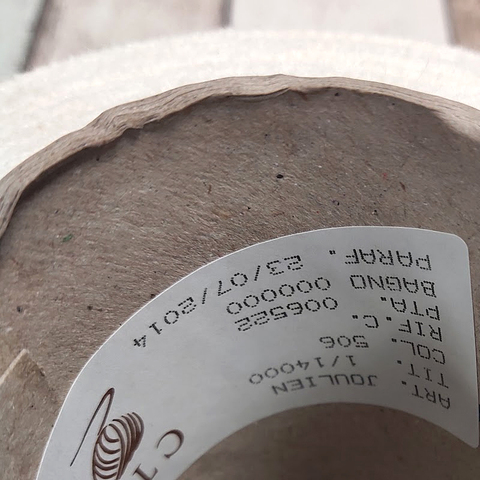 ART. JOULIEN
TIT. 1/14000
COL. 506
RIF.C.
PTA. 006522
BAGNO 000000
PARAF. 23/07/2014